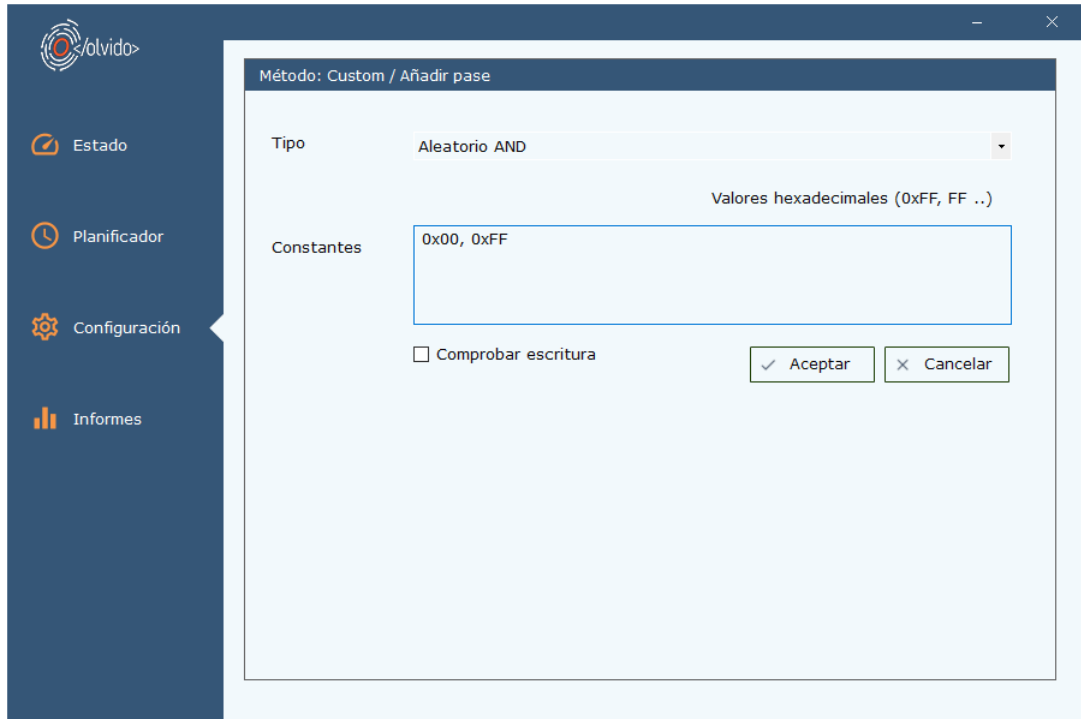 </olvido>
Método: Custom / Añadir pase
Estado
Planificador
Configuración
Informes
Tipo
Aleatorio AND
Valores hexadecimales (0xFF, FF ..)
Constantes
0x00, 0xFF
Comprobar escritura
Aceptar
Cancelar